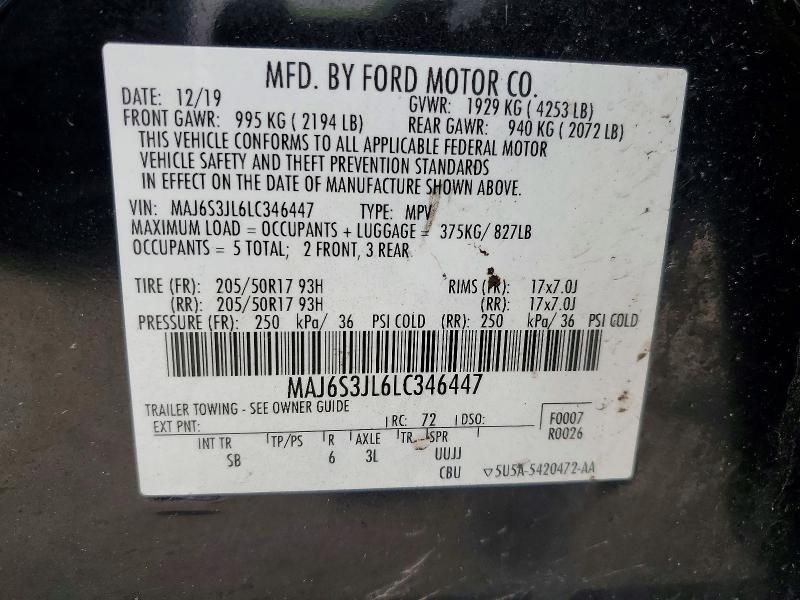 MFD. BY FORD MOTOR CO.
DATE: 12/19 GVWR: 1929 KG ( 4253 LB)
FRONT GAWR: 995 KG ( 2194 LB) REAR GAWR: 940 KG ( 2072 LB)
THIS VEHICLE CONFORMS TO ALL APPLICABLE FEDERAL MOTOR
VEHICLE SAFETY AND THEFT PREVENTION STANDARDS
IN EFFECT ON THE DATE OF MANUFACTURE SHOWN ABOVE.
VIN: MAJ6S3JL6LC346447 TYPE: MPV
MAXIMUM LOAD = OCCUPANTS + LUGGAGE = 375KG/ 827LB
OCCUPANTS = 5 TOTAL; 2 FRONT, 3 REAR
TIRE (FR): 205/50R17 93H RIMS (FR): 17x7.0J
(RR): 205/50R17 93H (RR): 17x7.0J
PRESSURE (FR): 250 kPa/ 36 PSI COLD (RR): 250 kPa/ 36 PSI COLD
MAJ6S3JL6LC346447
TRAILER TOWING - SEE OWNER GUIDE
EXT PNT: RC: 72 DSO: F0007
R0026
INT TR TP/PS R AXLE TR SPR
SB 6 3L UUJJ
CBU 5U5A-5420472-AA